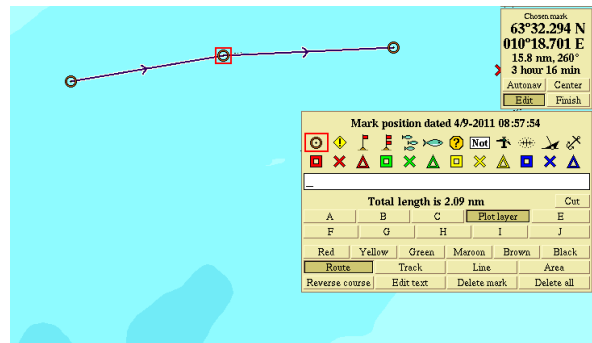 Chosen mark
63°32.294 N
010°18.701 E
15.8 nm, 260°
3 hour 16 min
Autonav Center
Edit Finish
Mark position dated 4/9-2011 08:57:54
Not
_
Total length is 2.09 nm Cut
A B C Plot layer E
F G H I J
Red Yellow Green Maroon Brown Black
Route Track Line Area
Reverse course Edit text Delete mark Delete all